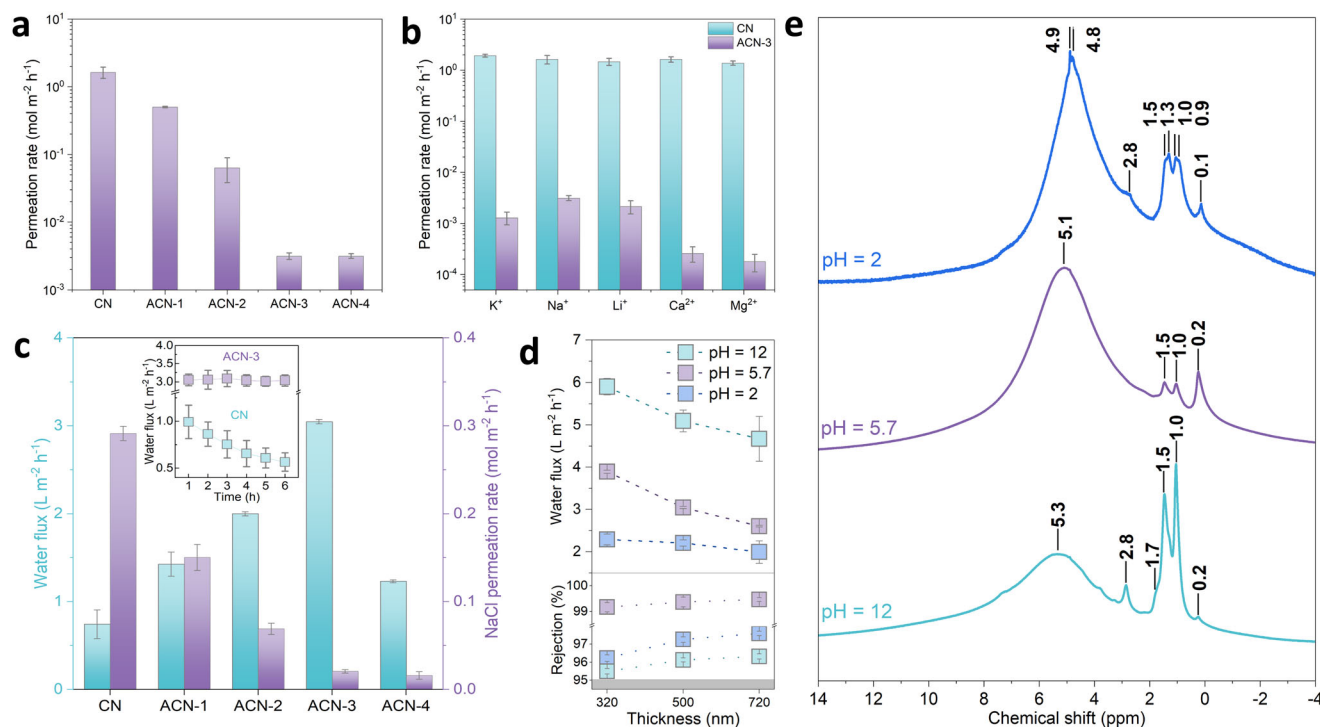 a
Permeation rate (mol m⁻² h⁻¹)
10¹
10⁰
10⁻¹
10⁻²
10⁻³
CN ACN-1 ACN-2 ACN-3 ACN-4
b
Permeation rate (mol m⁻² h⁻¹)
CN
ACN-3
10²
10¹
10⁰
10⁻¹
10⁻²
10⁻³
10⁻⁴
K⁺ Na⁺ Li⁺ Ca²⁺ Mg²⁺
c
Water flux (L m⁻² h⁻¹)
4
3
2
1
0
NaCl permeation rate (mol m⁻² h⁻¹)
0.4
0.3
0.2
0.1
0.0
CN ACN-1 ACN-2 ACN-3 ACN-4
Water flux (L m⁻² h⁻¹)
4.0
3.5
3.0
1.0
0.5
ACN-3
CN
1 2 3 4 5 6
Time (h)
d
Water flux (L m⁻² h⁻¹)
7
6
5
4
3
2
pH = 12
pH = 5.7
pH = 2
Rejection (%)
100
99
97
96
95
320 500 720
Thickness (nm)
e
4.9 4.8
2.8
1.5 1.3 1.0 0.9
0.1
pH = 2
5.1
1.5 1.0
0.2
pH = 5.7
5.3
2.8
1.7
1.5
1.0
0.2
pH = 12
14 12 10 8 6 4 2 0 -2 -4
Chemical shift (ppm)